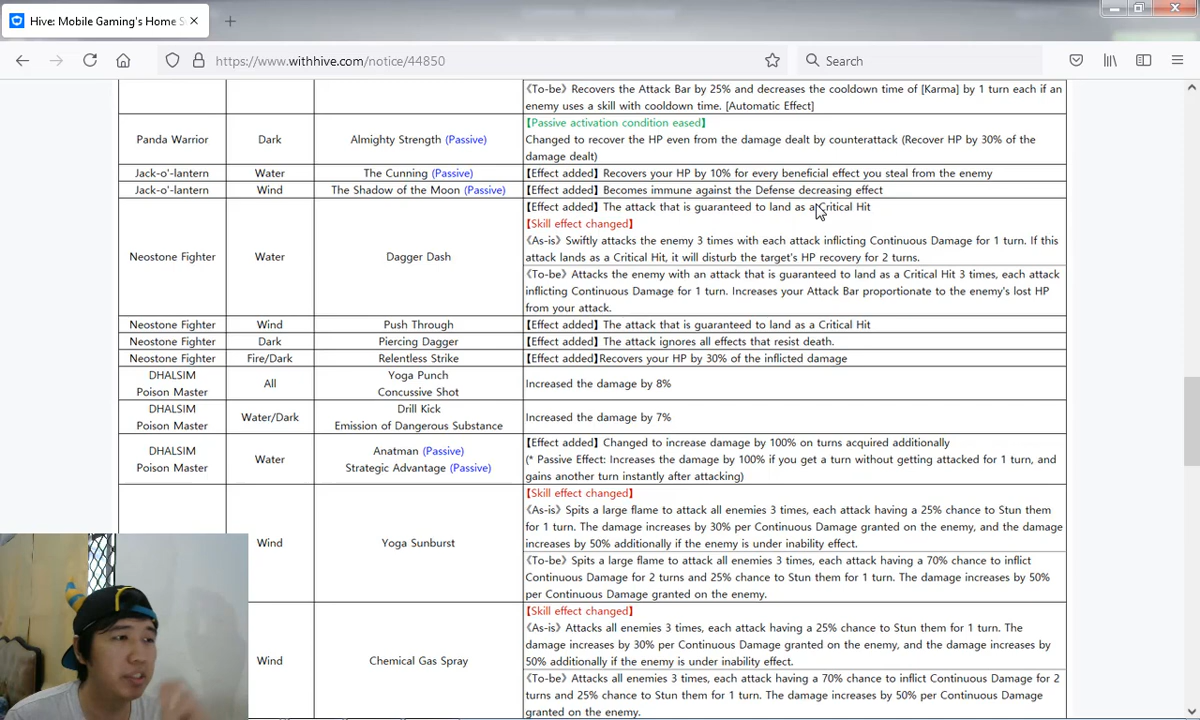 Hive: Mobile Gaming's Home S
https://www.withhive.com/notice/44850
Search
《To-be》 Recovers the Attack Bar by 25% and decreases the cooldown time of [Karma] by 1 turn each if an
enemy uses a skill with cooldown time. [Automatic Effect]
Panda Warrior
Dark
Almighty Strength (Passive)
【Passive activation condition eased】
Changed to recover the HP even from the damage dealt by counterattack (Recover HP by 30% of the
damage dealt)
Jack-o'-lantern
Water
The Cunning (Passive)
【Effect added】 Recovers your HP by 10% for every beneficial effect you steal from the enemy
Jack-o'-lantern
Wind
The Shadow of the Moon (Passive)
【Effect added】 Becomes immune against the Defense decreasing effect
Neostone Fighter
Water
Dagger Dash
【Effect added】 The attack that is guaranteed to land as a Critical Hit
【Skill effect changed】
《As-is》 Swiftly attacks the enemy 3 times with each attack inflicting Continuous Damage for 1 turn. If this
attack lands as a Critical Hit, it will disturb the target's HP recovery for 2 turns.
《To-be》 Attacks the enemy with an attack that is guaranteed to land as a Critical Hit 3 times, each attack
inflicting Continuous Damage for 1 turn. Increases your Attack Bar proportionate to the enemy's lost HP
from your attack.
Neostone Fighter
Wind
Push Through
【Effect added】 The attack that is guaranteed to land as a Critical Hit
Neostone Fighter
Dark
Piercing Dagger
【Effect added】 The attack ignores all effects that resist death.
Neostone Fighter
Fire/Dark
Relentless Strike
【Effect added】Recovers your HP by 30% of the inflicted damage
DHALSIM
Poison Master
All
Yoga Punch
Concussive Shot
Increased the damage by 8%
DHALSIM
Poison Master
Water/Dark
Drill Kick
Emission of Dangerous Substance
Increased the damage by 7%
DHALSIM
Poison Master
Water
Anatman (Passive)
Strategic Advantage (Passive)
【Effect added】 Changed to increase damage by 100% on turns acquired additionally
(* Passive Effect: Increases the damage by 100% if you get a turn without getting attacked for 1 turn, and
gains another turn instantly after attacking)
Wind
Yoga Sunburst
【Skill effect changed】
《As-is》 Spits a large flame to attack all enemies 3 times, each attack having a 25% chance to Stun them
for 1 turn. The damage increases by 30% per Continuous Damage granted on the enemy, and the damage
increases by 50% additionally if the enemy is under inability effect.
《To-be》 Spits a large flame to attack all enemies 3 times, each attack having a 70% chance to inflict
Continuous Damage for 2 turns and 25% chance to Stun them for 1 turn. The damage increases by 50%
per Continuous Damage granted on the enemy.
Wind
Chemical Gas Spray
【Skill effect changed】
《As-is》 Attacks all enemies 3 times, each attack having a 25% chance to Stun them for 1 turn. The
damage increases by 30% per Continuous Damage granted on the enemy, and the damage increases by
50% additionally if the enemy is under inability effect.
《To-be》 Attacks all enemies 3 times, each attack having a 70% chance to inflict Continuous Damage for 2
turns and 25% chance to Stun them for 1 turn. The damage increases by 50% per Continuous Damage
granted on the enemy.